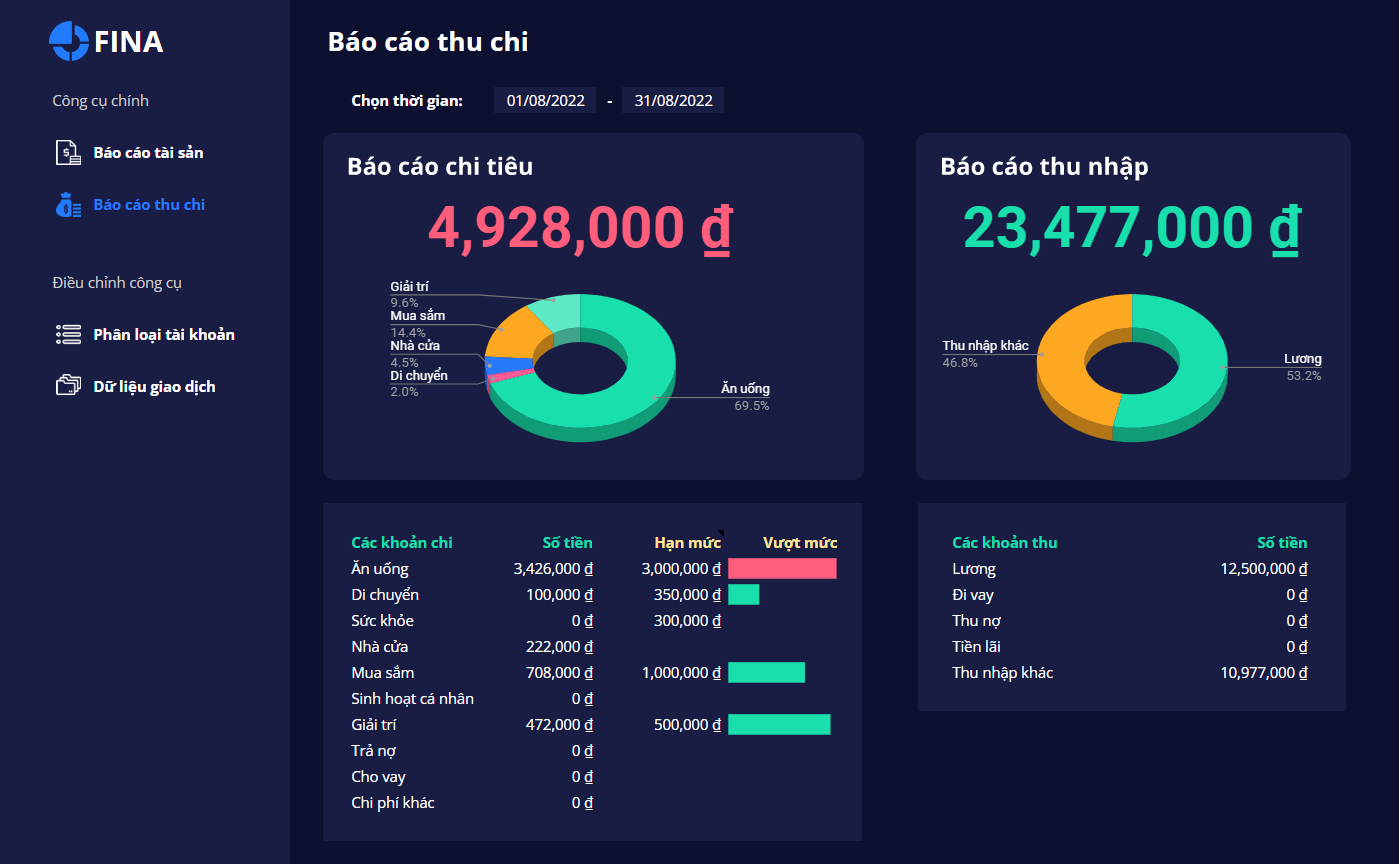 FINA
Công cụ chính
Báo cáo tài sản
Báo cáo thu chi
Điều chỉnh công cụ
Phân loại tài khoản
Dữ liệu giao dịch
Báo cáo thu chi
Chọn thời gian: 01/08/2022 - 31/08/2022
Báo cáo chi tiêu
4,928,000 ₫
Giải trí
9.6%
Mua sắm
14.4%
Nhà cửa
4.5%
Di chuyển
2.0%
Ăn uống
69.5%
Báo cáo thu nhập
23,477,000 ₫
Thu nhập khác
46.8%
Lương
53.2%
Các khoản chi Số tiền Hạn mức Vượt mức
Ăn uống 3,426,000 ₫ 3,000,000 ₫
Di chuyển 100,000 ₫ 350,000 ₫
Sức khỏe 0 ₫ 300,000 ₫
Nhà cửa 222,000 ₫
Mua sắm 708,000 ₫ 1,000,000 ₫
Sinh hoạt cá nhân 0 ₫
Giải trí 472,000 ₫ 500,000 ₫
Trả nợ 0 ₫
Cho vay 0 ₫
Chi phí khác 0 ₫
Các khoản thu Số tiền
Lương 12,500,000 ₫
Đi vay 0 ₫
Thu nợ 0 ₫
Tiền lãi 0 ₫
Thu nhập khác 10,977,000 ₫